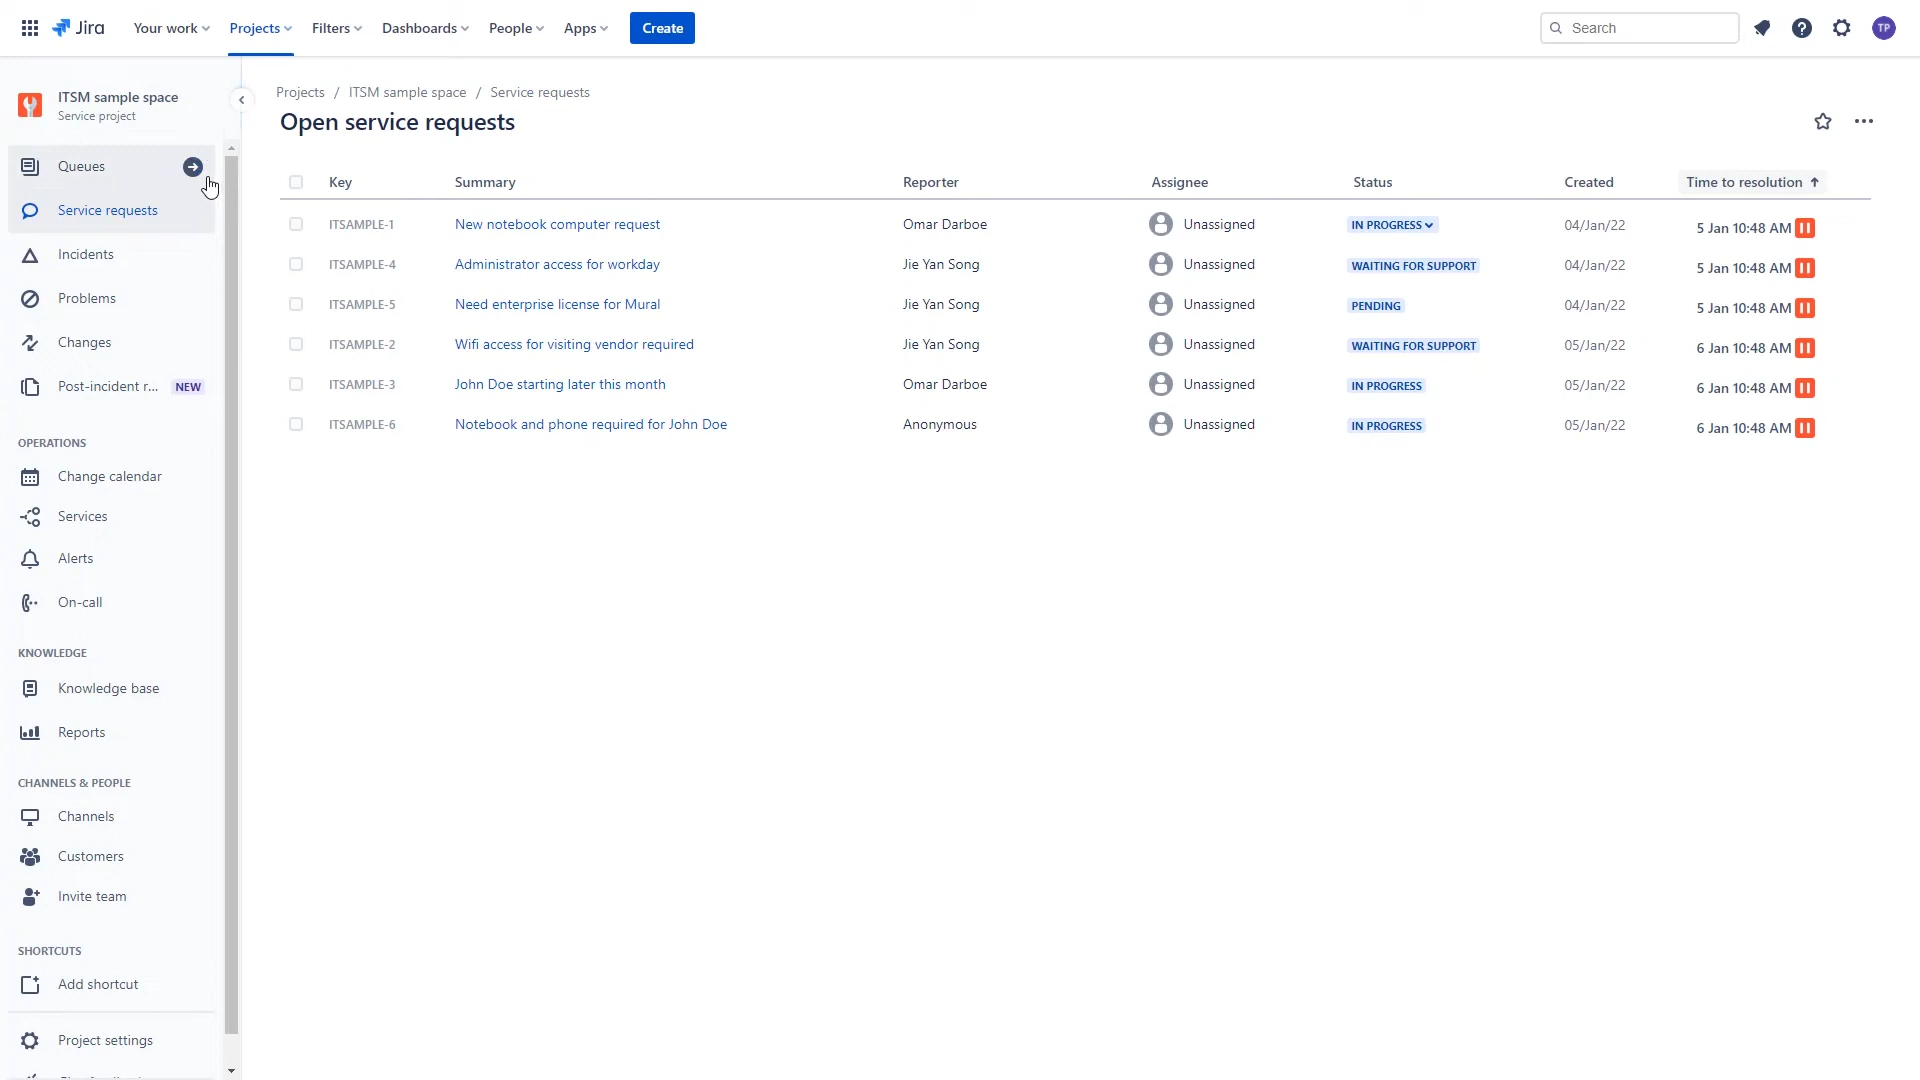 Jira Your work Projects Filters Dashboards People Apps Create Search TP
ITSM sample space
Service project
Queues
Service requests
Incidents
Problems
Changes
Post-incident r... NEW
OPERATIONS
Change calendar
Services
Alerts
On-call
KNOWLEDGE
Knowledge base
Reports
CHANNELS & PEOPLE
Channels
Customers
Invite team
SHORTCUTS
Add shortcut
Project settings
Projects / ITSM sample space / Service requests
Open service requests
Key Summary Reporter Assignee Status Created Time to resolution
ITSAMPLE-1 New notebook computer request Omar Darboe Unassigned IN PROGRESS 04/Jan/22 5 Jan 10:48 AM
ITSAMPLE-4 Administrator access for workday Jie Yan Song Unassigned WAITING FOR SUPPORT 04/Jan/22 5 Jan 10:48 AM
ITSAMPLE-5 Need enterprise license for Mural Jie Yan Song Unassigned PENDING 04/Jan/22 5 Jan 10:48 AM
ITSAMPLE-2 Wifi access for visiting vendor required Jie Yan Song Unassigned WAITING FOR SUPPORT 05/Jan/22 6 Jan 10:48 AM
ITSAMPLE-3 John Doe starting later this month Omar Darboe Unassigned IN PROGRESS 05/Jan/22 6 Jan 10:48 AM
ITSAMPLE-6 Notebook and phone required for John Doe Anonymous Unassigned IN PROGRESS 05/Jan/22 6 Jan 10:48 AM